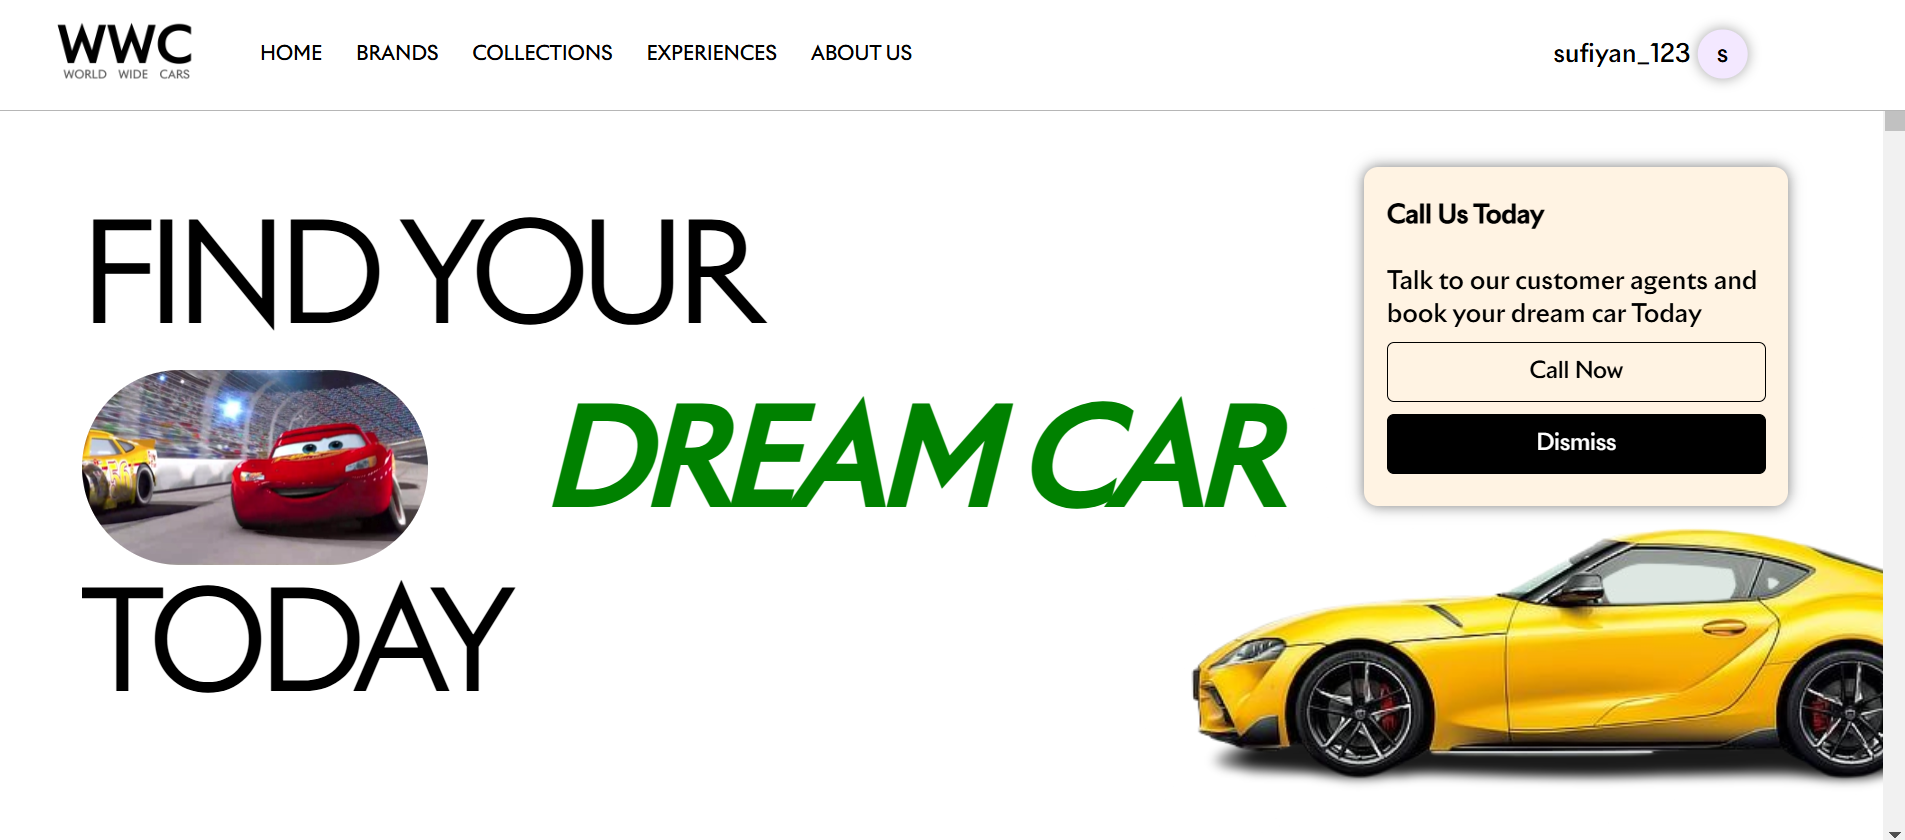 WWC
WORLD WIDE CARS
HOME
BRANDS
COLLECTIONS
EXPERIENCES
ABOUT US
sufiyan_123
s
FIND YOUR
DREAM CAR
TODAY
Call Us Today
Talk to our customer agents and
book your dream car Today
Call Now
Dismiss